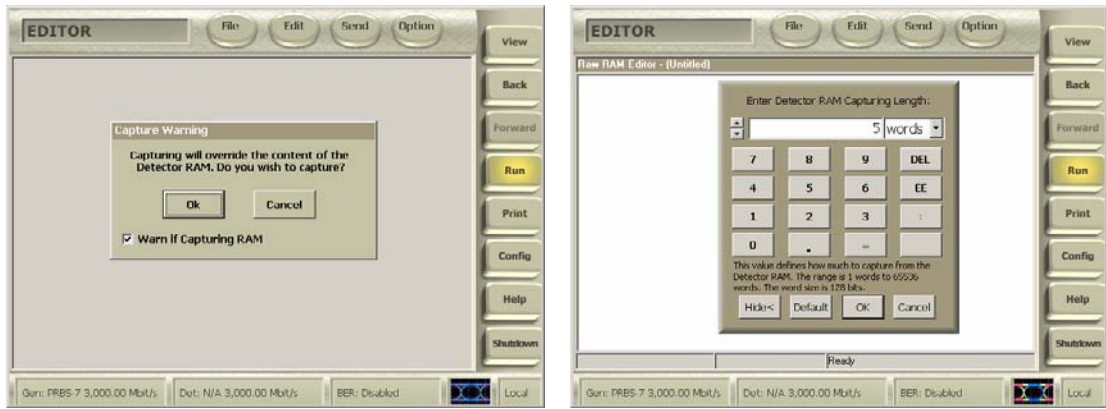 EDITOR File Edit Send Option
View
Back
Capture Warning
Forward
Capturing will override the content of the
Detector RAM. Do you wish to capture?
Run
Ok Cancel
Print
Warn if Capturing RAM
Config
Help
Shutdown
Gen: PRBS-7 3,000.00 Mbit/s Det: N/A 3,000.00 Mbit/s BER: Disabled Local
EDITOR File Edit Send Option
View
Raw RAM Editor - (Untitled)
Back
Enter Detector RAM Capturing Length:
Forward
5 words
7 8 9 DEL
Run
4 5 6 EE
1 2 3 :
Print
0 . -
Config
This value defines how much to capture from the
Detector RAM. The range is 1 words to 65536
words. The word size is 128 bits.
Help
Hide< Default OK Cancel
Shutdown
Ready
Gen: PRBS-7 3,000.00 Mbit/s Det: N/A 3,000.00 Mbit/s BER: Disabled Local